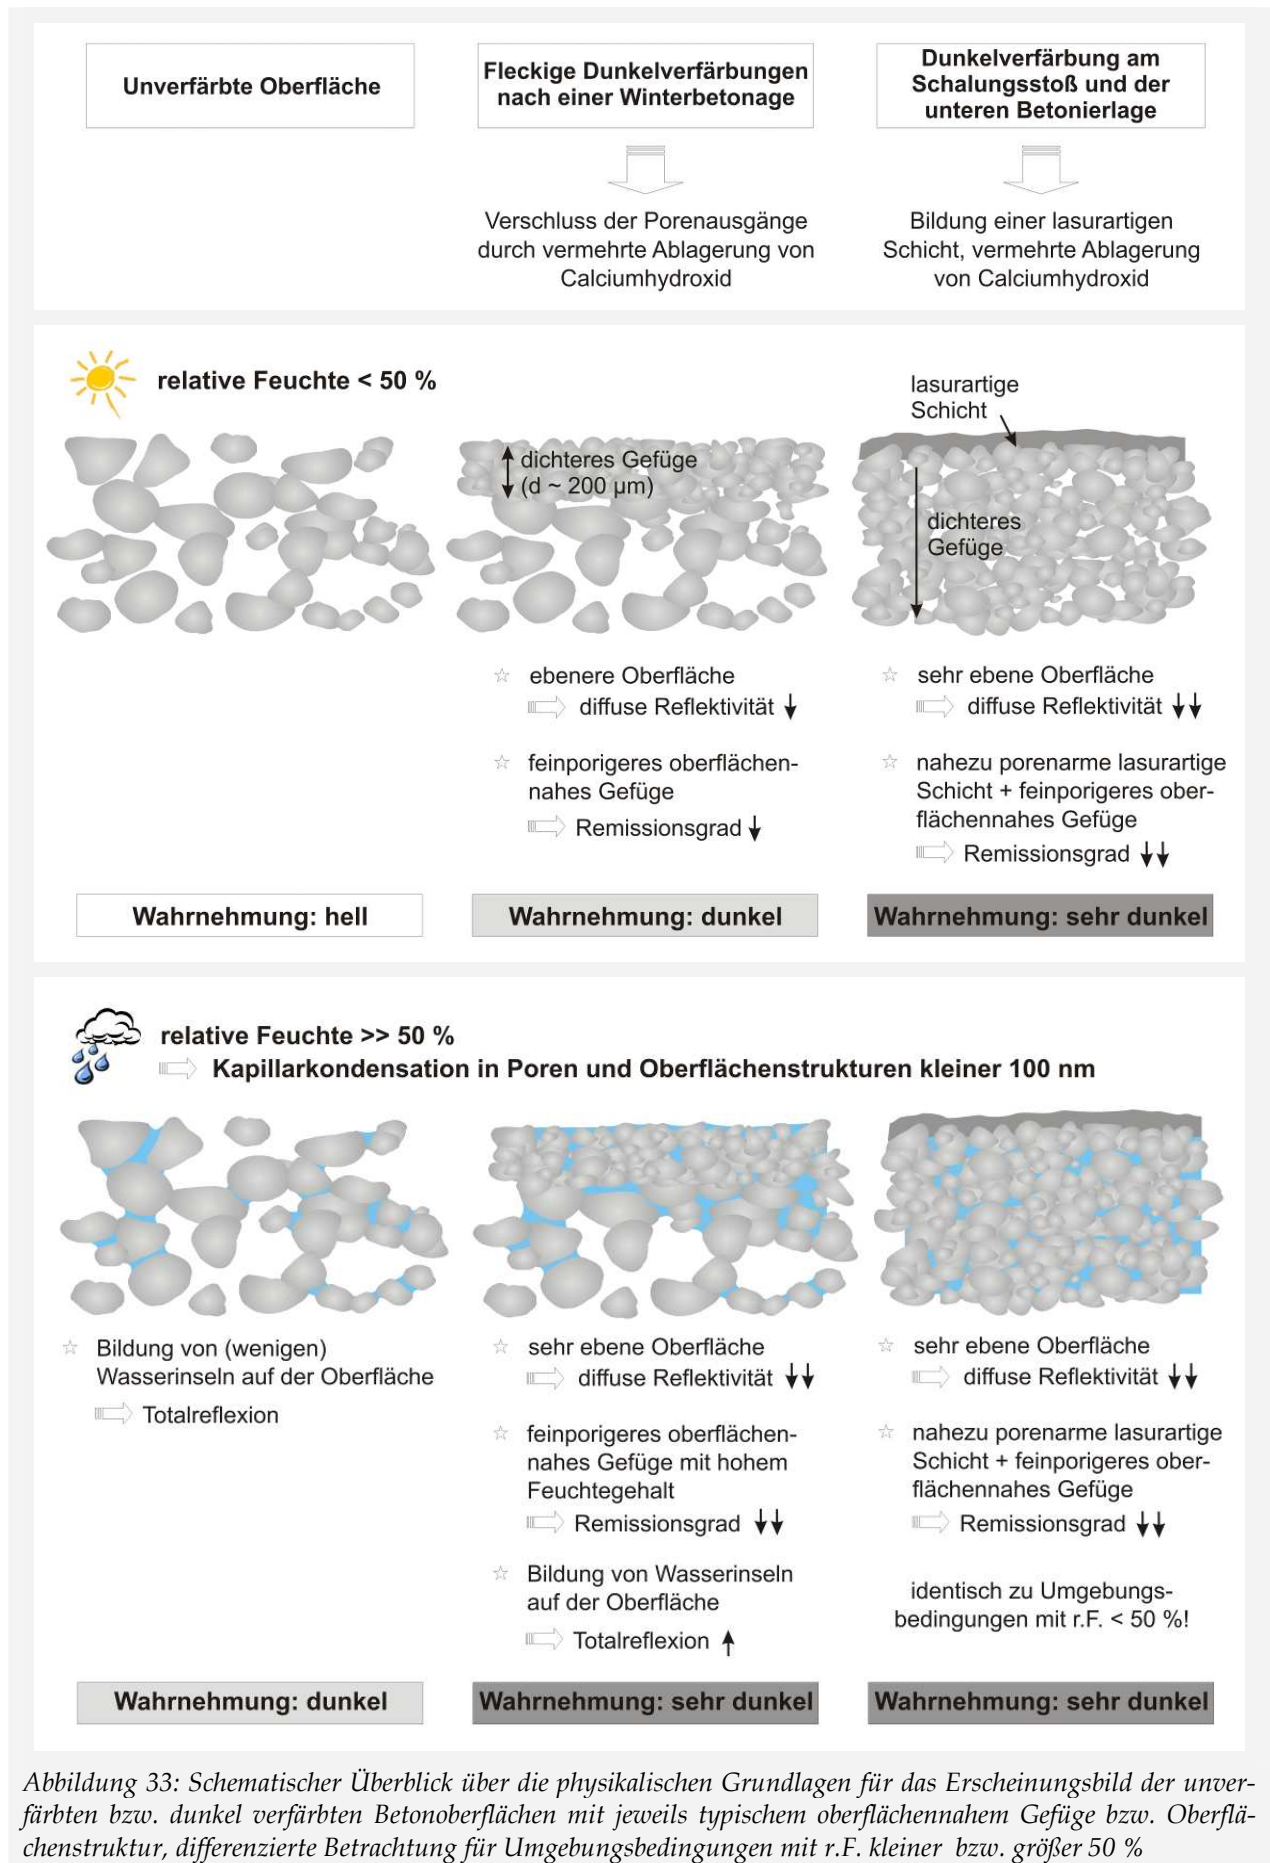 Unverfärbte Oberfläche
Fleckige Dunkelverfärbungen
nach einer Winterbetonage
Dunkelverfärbung am
Schalungsstoß und der
unteren Betonierlage
Verschluss der Porenausgänge
durch vermehrte Ablagerung von
Calciumhydroxid
Bildung einer lasurartigen
Schicht, vermehrte Ablagerung
von Calciumhydroxid
relative Feuchte < 50 %
dichteres Gefüge
(d ~ 200 µm)
lasurartige
Schicht
dichteres
Gefüge
☆ ebenere Oberfläche
diffuse Reflektivität ↓
☆ feinporigeres oberflächen-
nahes Gefüge
Remissionsgrad ↓
☆ sehr ebene Oberfläche
diffuse Reflektivität ↓↓
☆ nahezu porenarme lasurartige
Schicht + feinporigeres ober-
flächennahes Gefüge
Remissionsgrad ↓↓
Wahrnehmung: hell
Wahrnehmung: dunkel
Wahrnehmung: sehr dunkel
relative Feuchte >> 50 %
Kapillarkondensation in Poren und Oberflächenstrukturen kleiner 100 nm
☆ Bildung von (wenigen)
Wasserinseln auf der Oberfläche
Totalreflexion
☆ sehr ebene Oberfläche
diffuse Reflektivität ↓↓
☆ feinporigeres oberflächen-
nahes Gefüge mit hohem
Feuchtegehalt
Remissionsgrad ↓↓
☆ Bildung von Wasserinseln
auf der Oberfläche
Totalreflexion ↑
☆ sehr ebene Oberfläche
diffuse Reflektivität ↓↓
☆ nahezu porenarme lasurartige
Schicht + feinporigeres ober-
flächennahes Gefüge
Remissionsgrad ↓↓
identisch zu Umgebungs-
bedingungen mit r.F. < 50 %!
Wahrnehmung: dunkel
Wahrnehmung: sehr dunkel
Wahrnehmung: sehr dunkel
Abbildung 33: Schematischer Überblick über die physikalischen Grundlagen für das Erscheinungsbild der unver-
färbten bzw. dunkel verfärbten Betonoberflächen mit jeweils typischem oberflächennahem Gefüge bzw. Oberflä-
chenstruktur, differenzierte Betrachtung für Umgebungsbedingungen mit r.F. kleiner bzw. größer 50 %